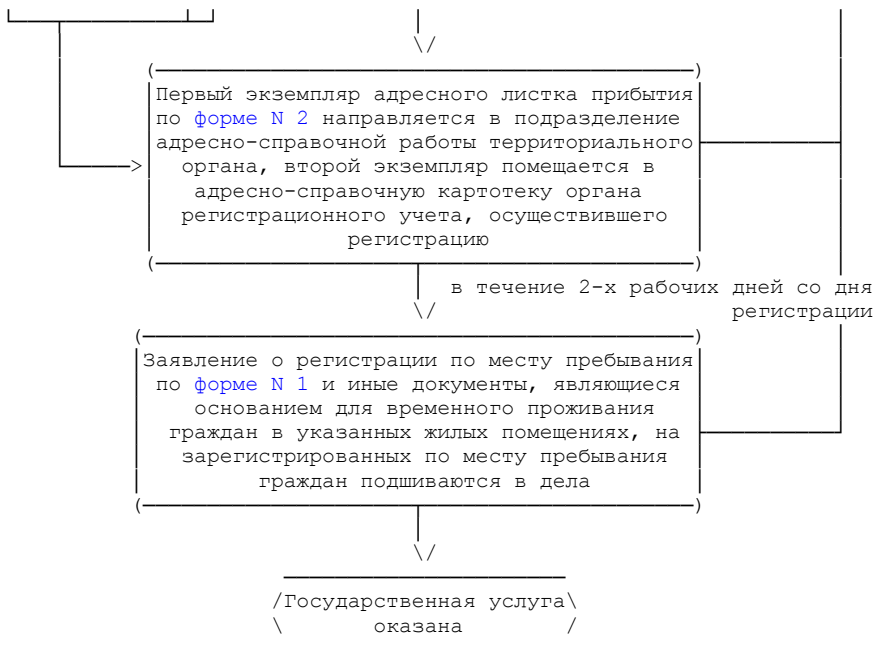 Первый экземпляр адресного листка прибытия
по форме N 2 направляется в подразделение
адресно-справочной работы территориального
органа, второй экземпляр помещается в
адресно-справочную картотеку органа
регистрационного учета, осуществившего
регистрацию
в течение 2-х рабочих дней со дня
регистрации
Заявление о регистрации по месту пребывания
по форме N 1 и иные документы, являющиеся
основанием для временного проживания
граждан в указанных жилых помещениях, на
зарегистрированных по месту пребывания
граждан подшиваются в дела
/Государственная услуга\
\ оказана /